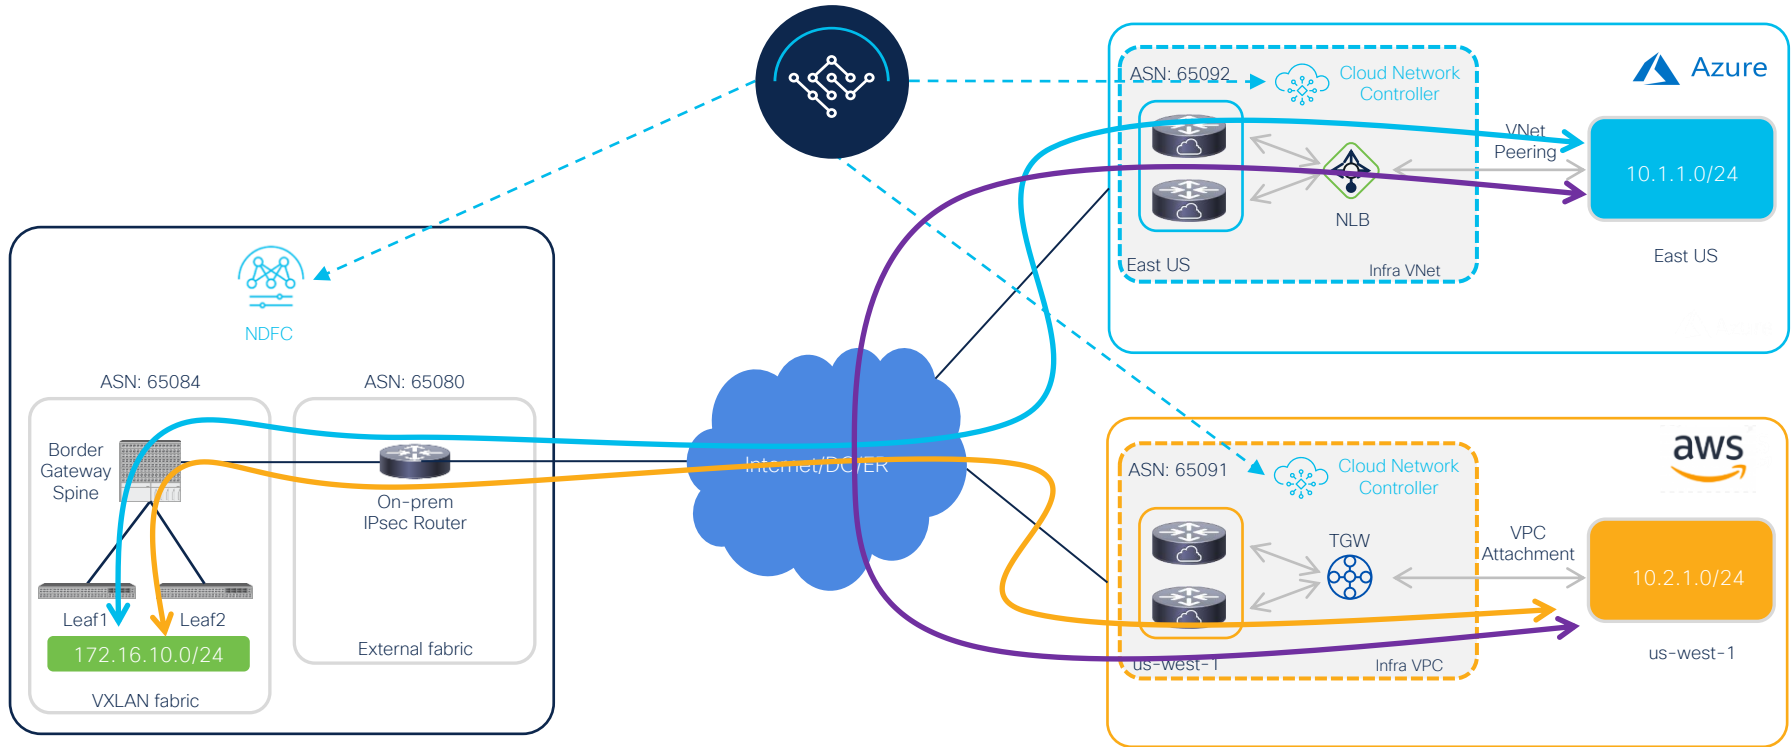 NDFC
ASN: 65084
ASN: 65080
Border
Gateway
Spine
On-prem
IPsec Router
Leaf1
Leaf2
172.16.10.0/24
VXLAN fabric
External fabric
Internet/DC/ER
ASN: 65092
Cloud Network
Controller
Azure
VNet
Peering
10.1.1.0/24
NLB
East US
Infra VNet
East US
aws
ASN: 65091
Cloud Network
Controller
TGW
VPC
Attachment
10.2.1.0/24
us-west-1
Infra VPC
us-west-1